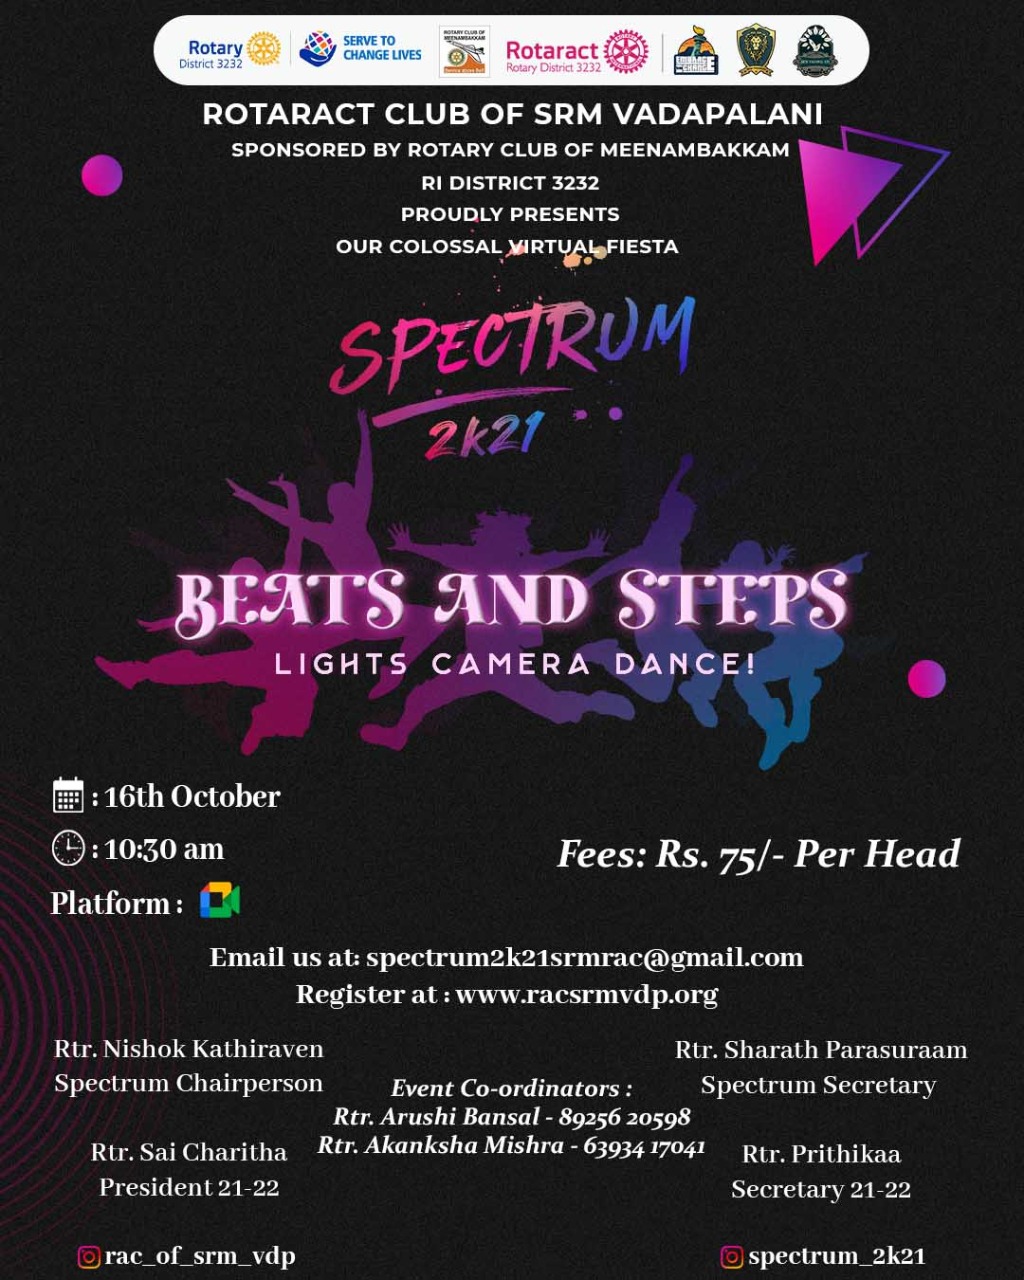 Rotary
District 3232
SERVE TO
CHANGE LIVES
ROTARY CLUB OF
MEENAMBAKKAM
Rotaract
Rotary District 3232
ROTARACT CLUB OF SRM VADAPALANI
SPONSORED BY ROTARY CLUB OF MEENAMBAKKAM
RI DISTRICT 3232
PROUDLY PRESENTS
OUR COLOSSAL VIRTUAL FIESTA
SPECTRUM
2k21
BEATS AND STEPS
LIGHTS CAMERA DANCE!
: 16th October
: 10:30 am
Fees: Rs. 75/- Per Head
Platform :
Email us at: spectrum2k21srmrac@gmail.com
Register at : www.racsrmvdp.org
Rtr. Nishok Kathiraven
Spectrum Chairperson
Rtr. Sharath Parasuraam
Spectrum Secretary
Event Co-ordinators :
Rtr. Arushi Bansal - 89256 20598
Rtr. Akanksha Mishra - 63934 17041
Rtr. Sai Charitha
President 21-22
Rtr. Prithikaa
Secretary 21-22
rac_of_srm_vdp
spectrum_2k21